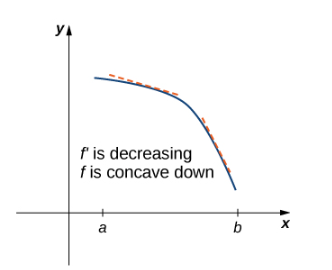 y
f' is decreasing
f is concave down
a
b
x